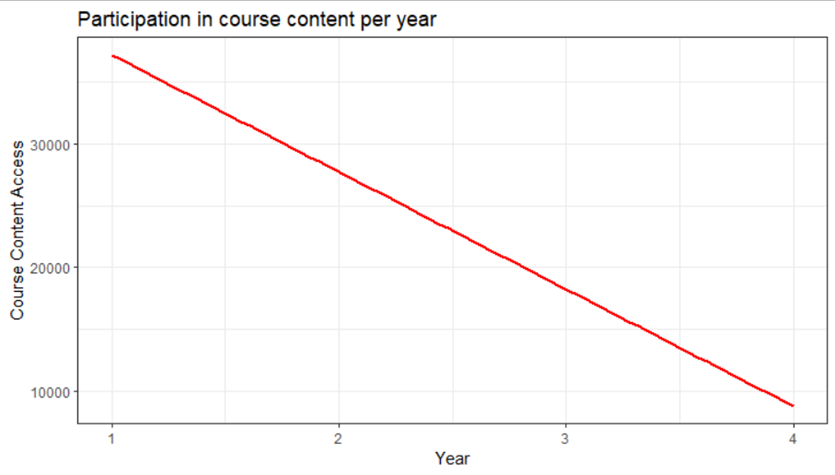 Participation in course content per year
Course Content Access
30000
20000
10000
1 2 3 4
Year